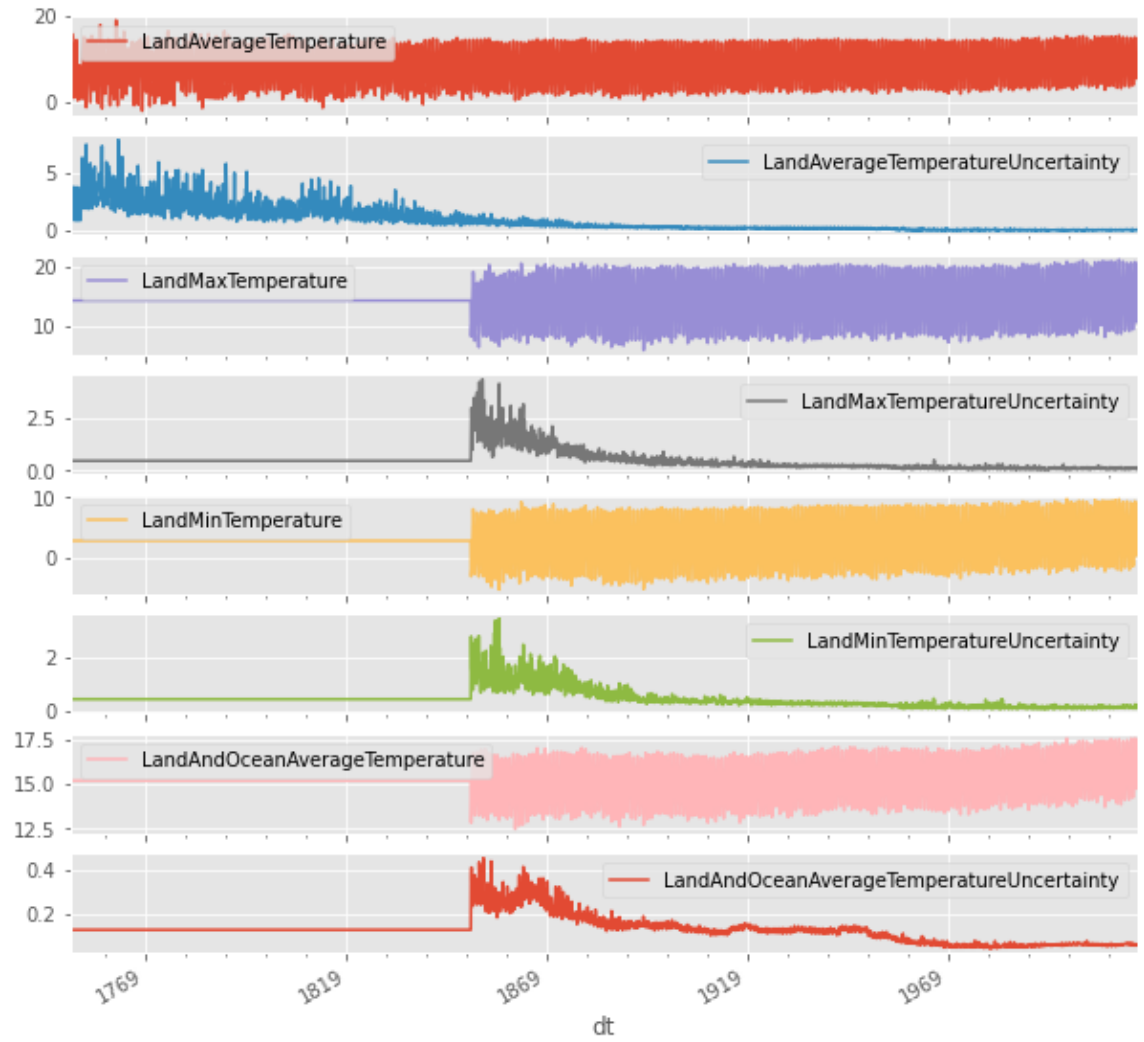 20
LandAverageTemperature
0
5
LandAverageTemperatureUncertainty
0
20
LandMaxTemperature
10
2.5
LandMaxTemperatureUncertainty
0.0
10
LandMinTemperature
0
2
LandMinTemperatureUncertainty
0
17.5
LandAndOceanAverageTemperature
15.0
12.5
0.4
LandAndOceanAverageTemperatureUncertainty
0.2
1769 1819 1869 1919 1969
dt